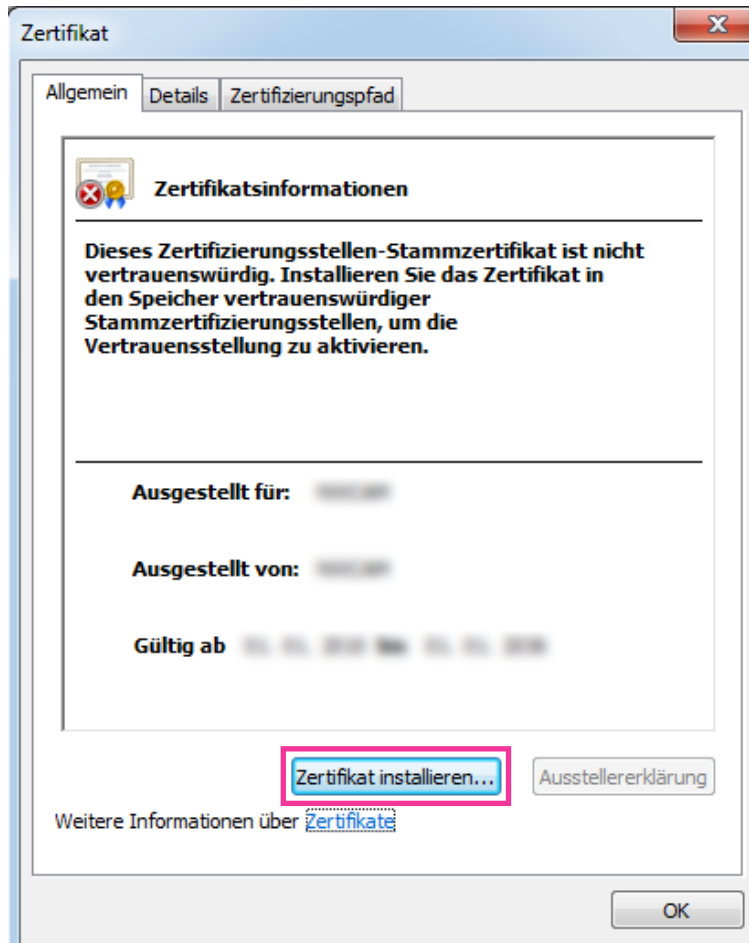 Zertifikat
Allgemein Details Zertifizierungspfad
Zertifikatsinformationen
Dieses Zertifizierungsstellen-Stammzertifikat ist nicht
vertrauenswürdig. Installieren Sie das Zertifikat in
den Speicher vertrauenswürdiger
Stammzertifizierungsstellen, um die
Vertrauensstellung zu aktivieren.
Ausgestellt für:
Ausgestellt von:
Gültig ab
Zertifikat installieren... Ausstellererklärung
Weitere Informationen über Zertifikate
OK